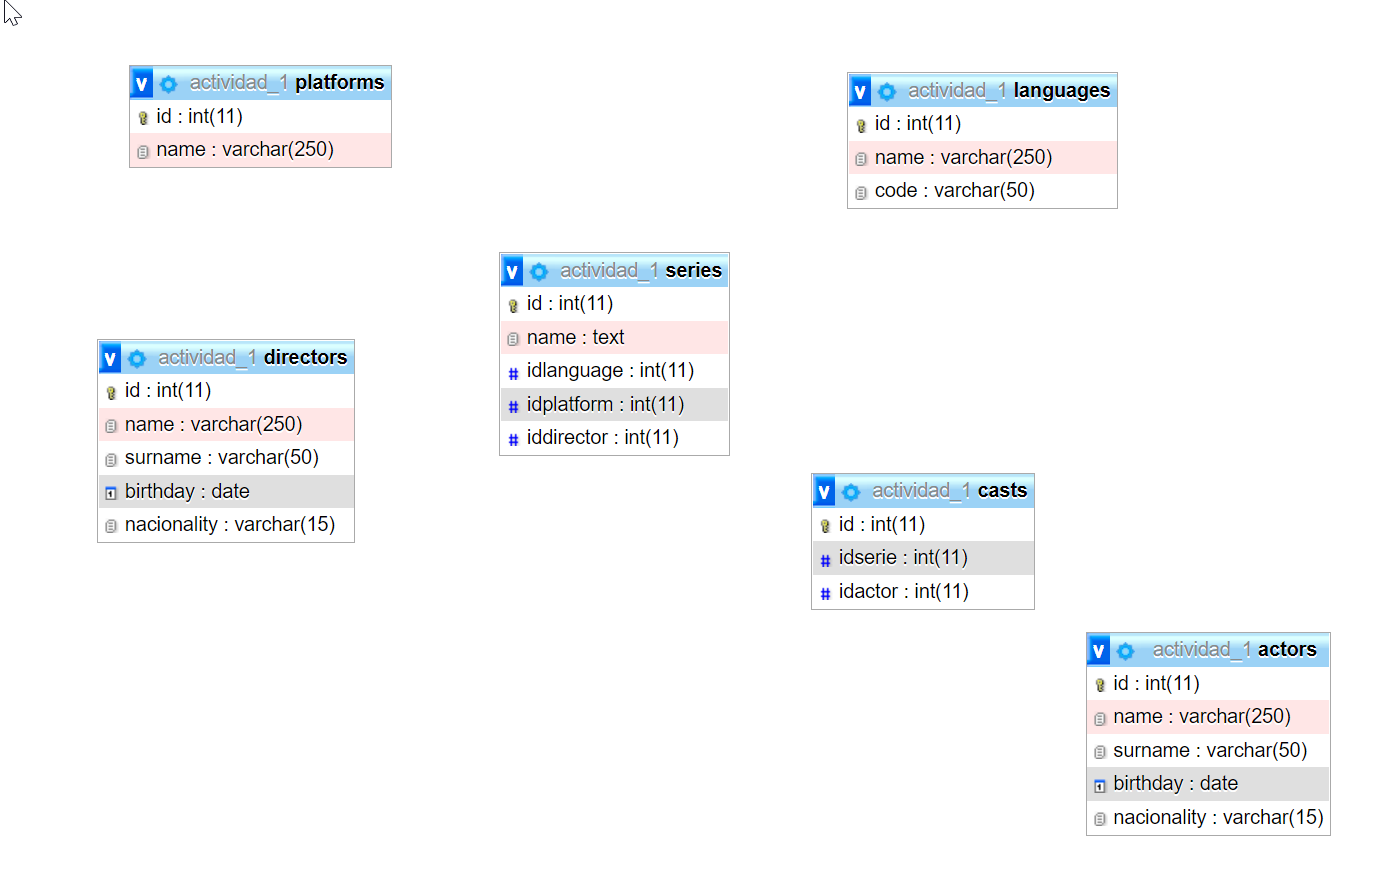 v actividad_1 platforms
id : int(11)
name : varchar(250)
v actividad_1 languages
id : int(11)
name : varchar(250)
code : varchar(50)
v actividad_1 series
id : int(11)
name : text
# idlanguage : int(11)
# idplatform : int(11)
# iddirector : int(11)
v actividad_1 directors
id : int(11)
name : varchar(250)
surname : varchar(50)
birthday : date
nacionality : varchar(15)
v actividad_1 casts
id : int(11)
# idserie : int(11)
# idactor : int(11)
v actividad_1 actors
id : int(11)
name : varchar(250)
surname : varchar(50)
birthday : date
nacionality : varchar(15)